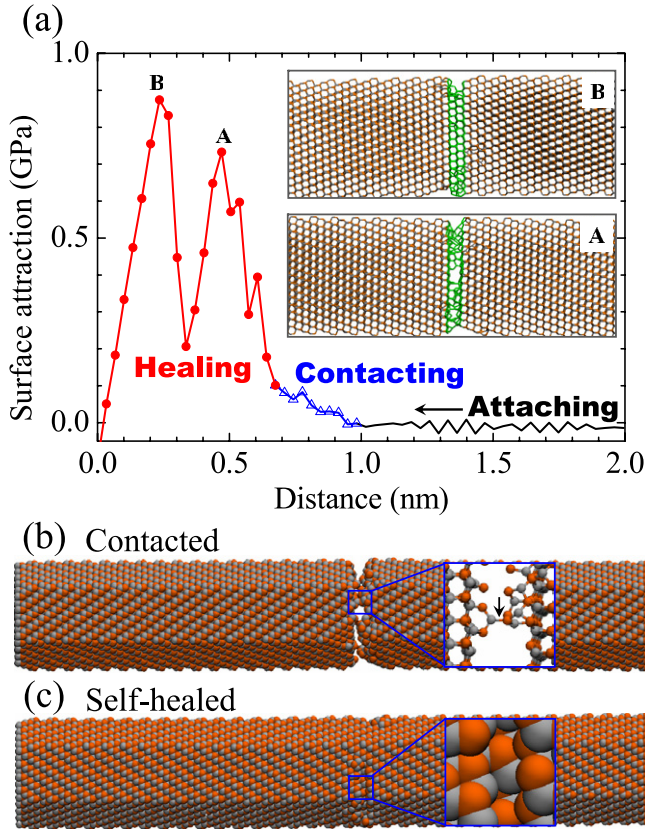 (a)
1.0
B
A
B
A
0.5
Surface attraction (GPa)
Healing
Contacting
Attaching
0.0
0.0 0.5 1.0 1.5 2.0
Distance (nm)
(b) Contacted
(c) Self-healed